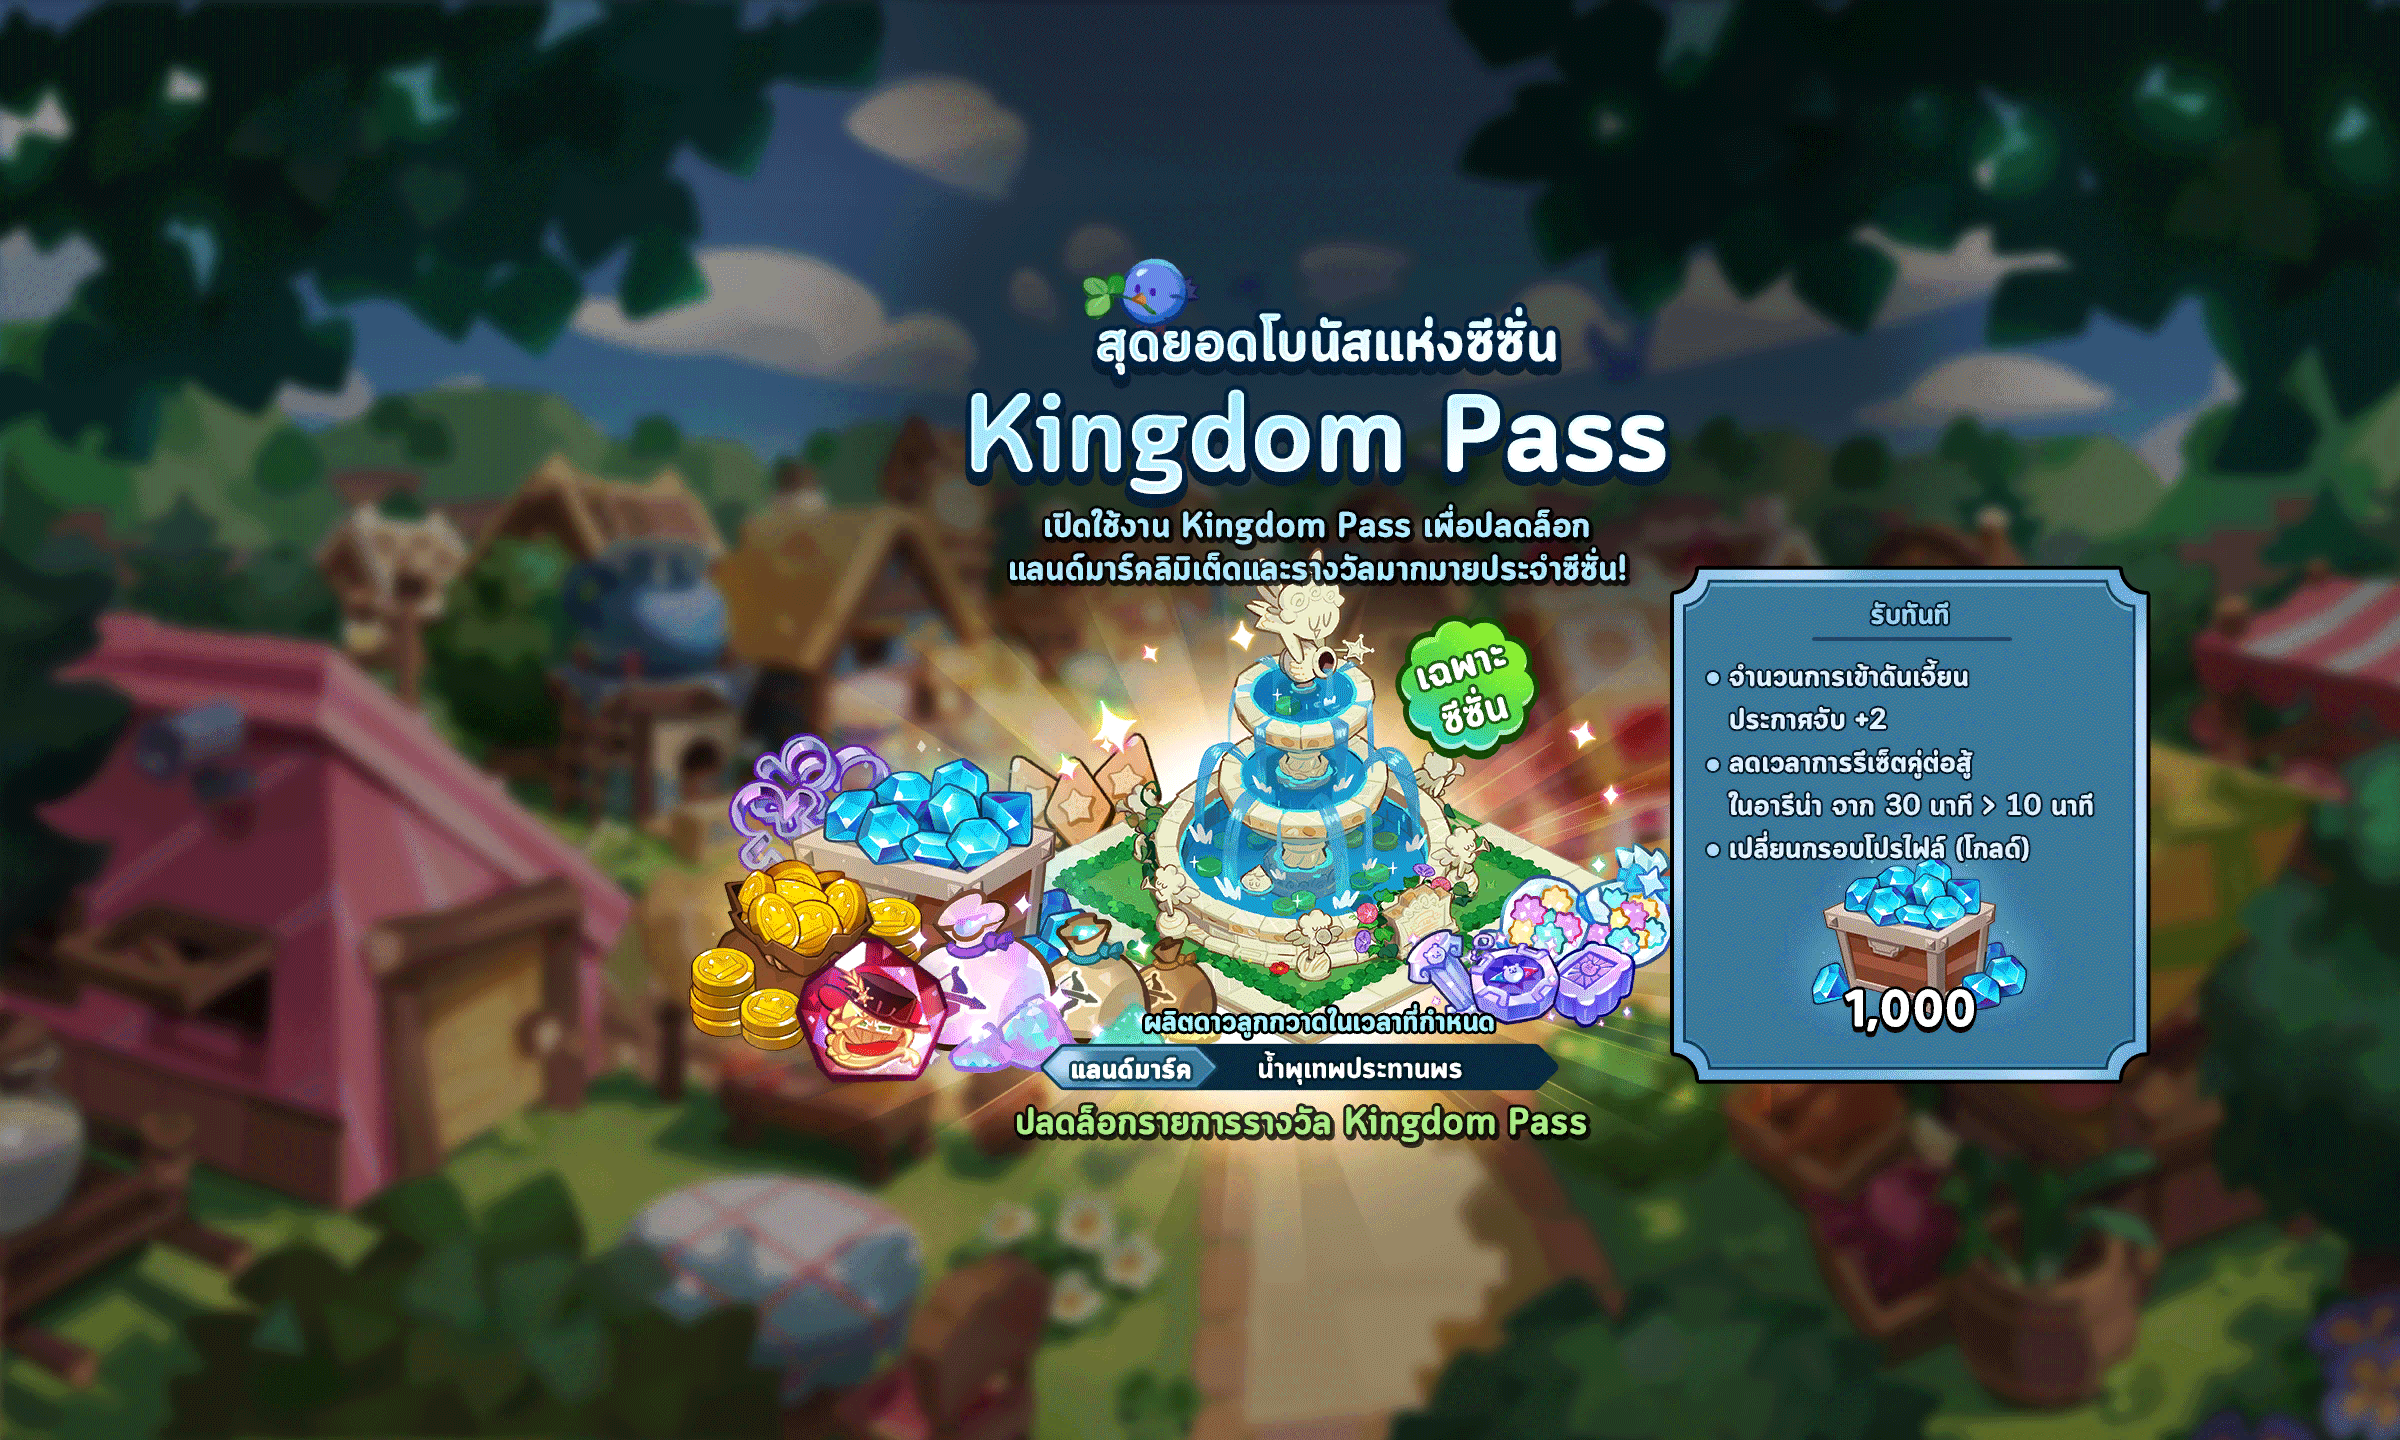 สุดยอดโบนัสแห่งซีซั่น
Kingdom Pass
เปิดใช้งาน Kingdom Pass เพื่อปลดล็อก
แลนด์มาร์คลิมิเต็ดและรางวัลมากมายประจำซีซั่น!
เฉพาะ
ซีซั่น
ผลิตดาวลูกกวาดในเวลาที่กำหนด
แลนด์มาร์ค น้ำพุเทพประทานพร
ปลดล็อกรายการรางวัล Kingdom Pass
รับทันที
• จำนวนการเข้าดันเจี้ยน
ประกาศจับ +2
• ลดเวลาการรีเซ็ตคู่ต่อสู้
ในอารีน่า จาก 30 นาที > 10 นาที
• เปลี่ยนกรอบโปรไฟล์ (โกลด์)
1,000